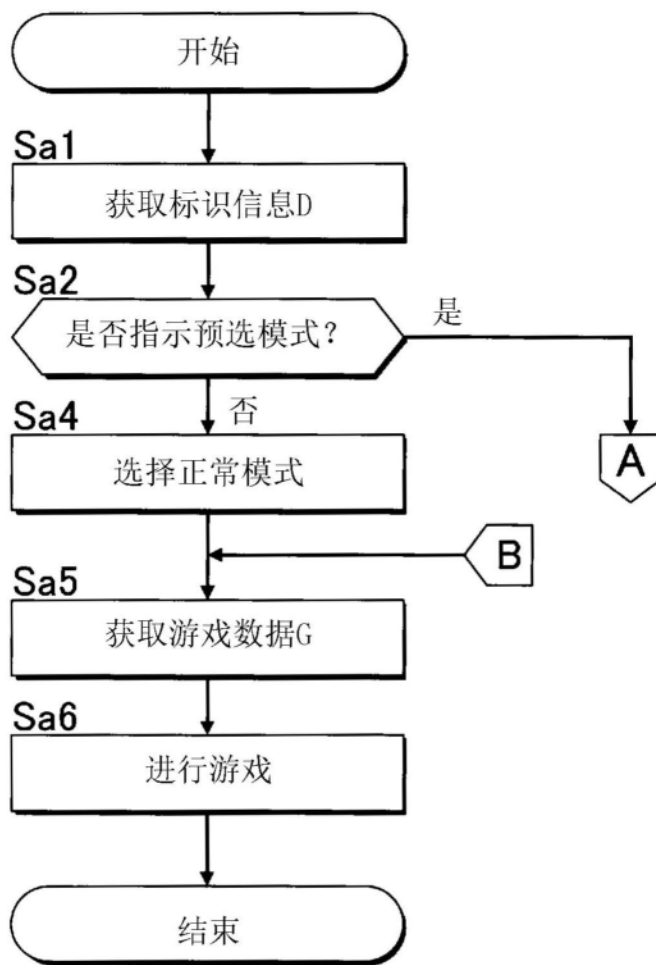 开始
Sa1
获取标识信息D
Sa2
是否指示预选模式？
是
否
Sa4
选择正常模式
A
B
Sa5
获取游戏数据G
Sa6
进行游戏
结束